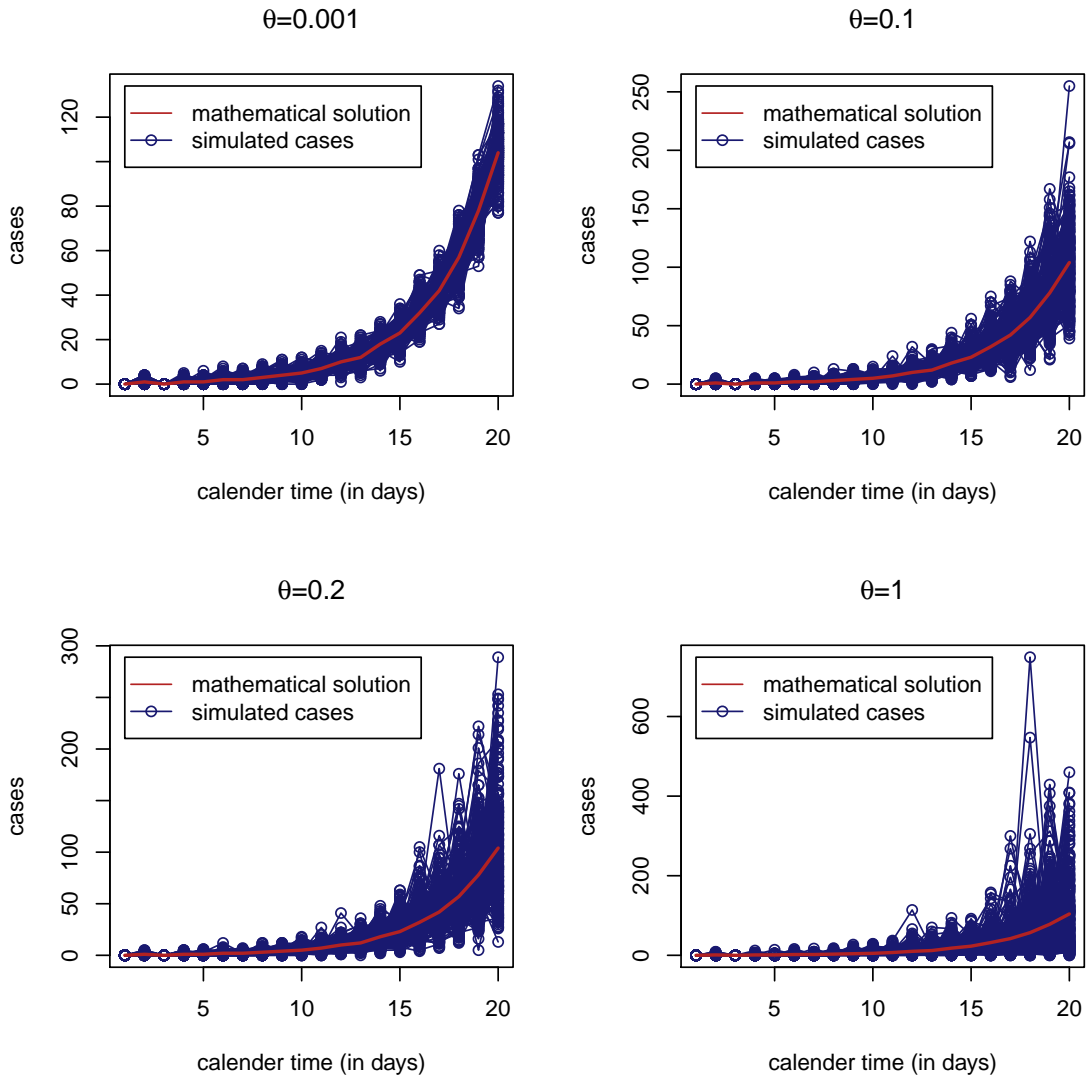 θ=0.001
mathematical solution
simulated cases
cases
0 20 40 60 80 120
5 10 15 20
calender time (in days)
θ=0.1
mathematical solution
simulated cases
cases
0 50 100 150 200 250
5 10 15 20
calender time (in days)
θ=0.2
mathematical solution
simulated cases
cases
0 50 100 200 300
5 10 15 20
calender time (in days)
θ=1
mathematical solution
simulated cases
cases
0 200 400 600
5 10 15 20
calender time (in days)